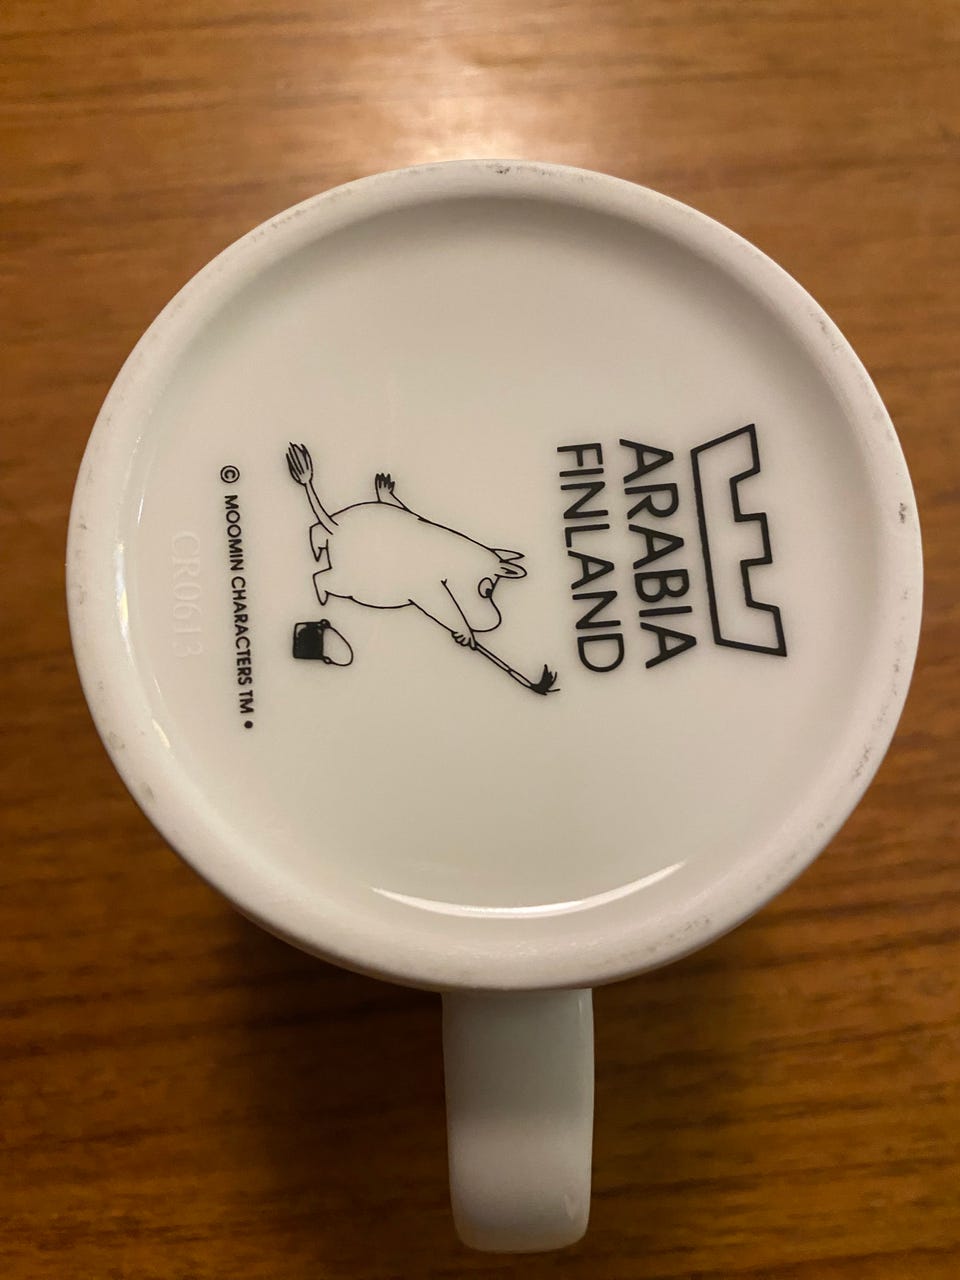 ARABIA
FINLAND
© MOOMIN CHARACTERS TM •
CR0613